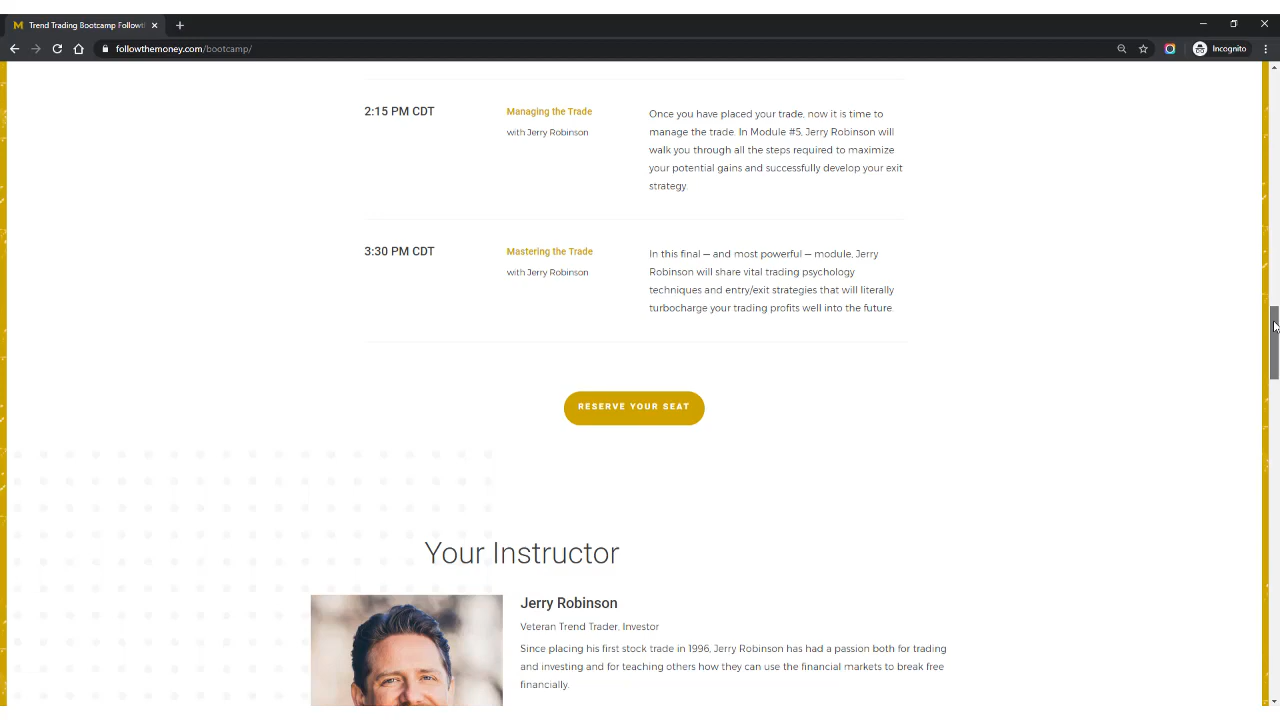 Trend Trading Bootcamp Followt
followthemoney.com/bootcamp/
Incognito
2:15 PM CDT
Managing the Trade
with Jerry Robinson
Once you have placed your trade, now it is time to
manage the trade. In Module #5, Jerry Robinson will
walk you through all the steps required to maximize
your potential gains and successfully develop your exit
strategy.
3:30 PM CDT
Mastering the Trade
with Jerry Robinson
In this final — and most powerful — module, Jerry
Robinson will share vital trading psychology
techniques and entry/exit strategies that will literally
turbocharge your trading profits well into the future.
RESERVE YOUR SEAT
Your Instructor
Jerry Robinson
Veteran Trend Trader, Investor
Since placing his first stock trade in 1996, Jerry Robinson has had a passion both for trading
and investing and for teaching others how they can use the financial markets to break free
financially.